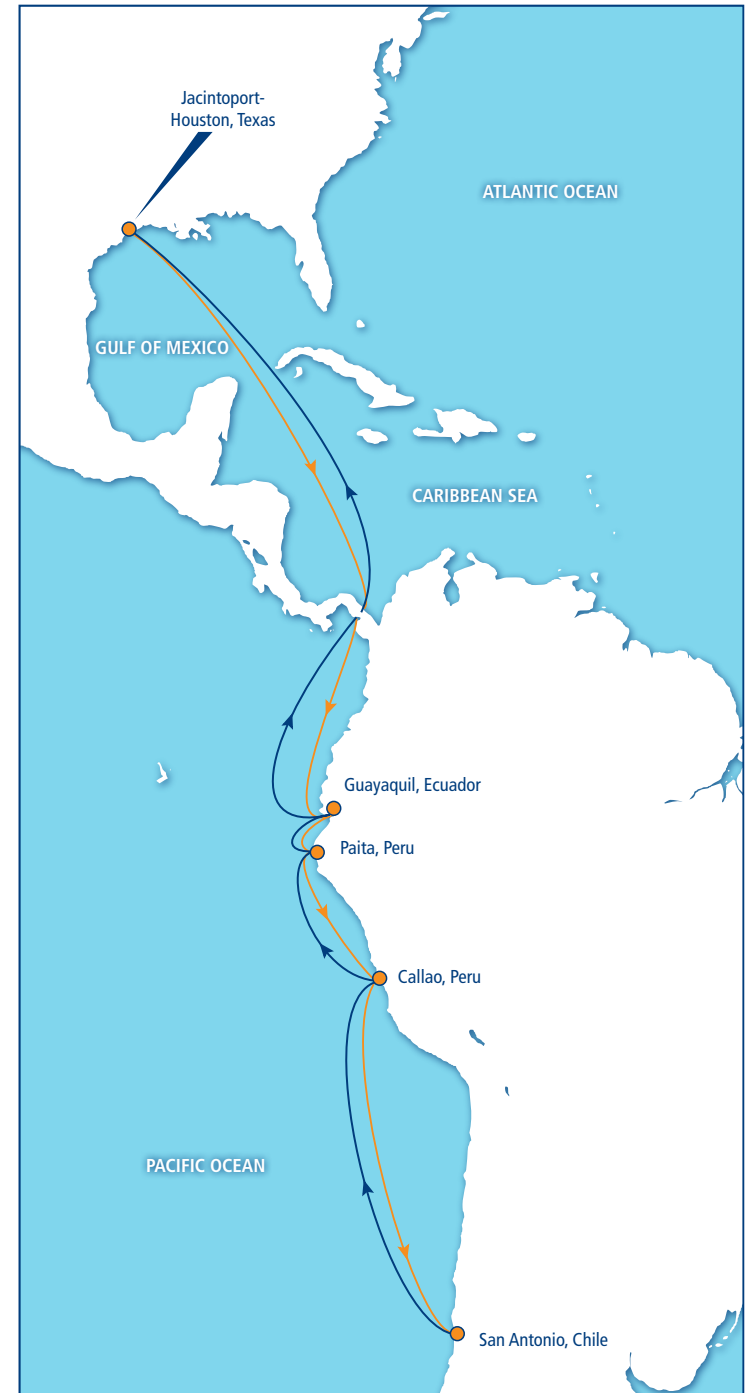 Jacintoport-
Houston, Texas
ATLANTIC OCEAN
GULF OF MEXICO
CARIBBEAN SEA
Guayaquil, Ecuador
Paita, Peru
Callao, Peru
PACIFIC OCEAN
San Antonio, Chile